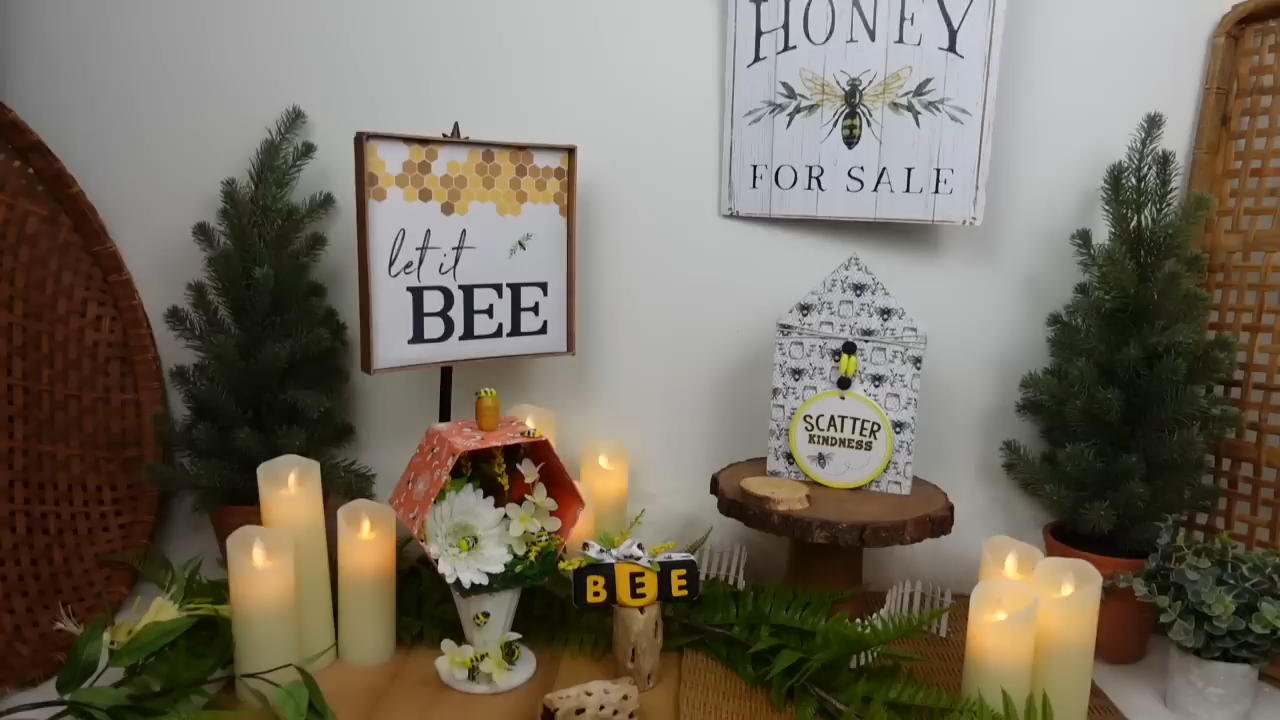 HONEY
FOR SALE
let it
BEE
SCATTER
KINDNESS
BEE